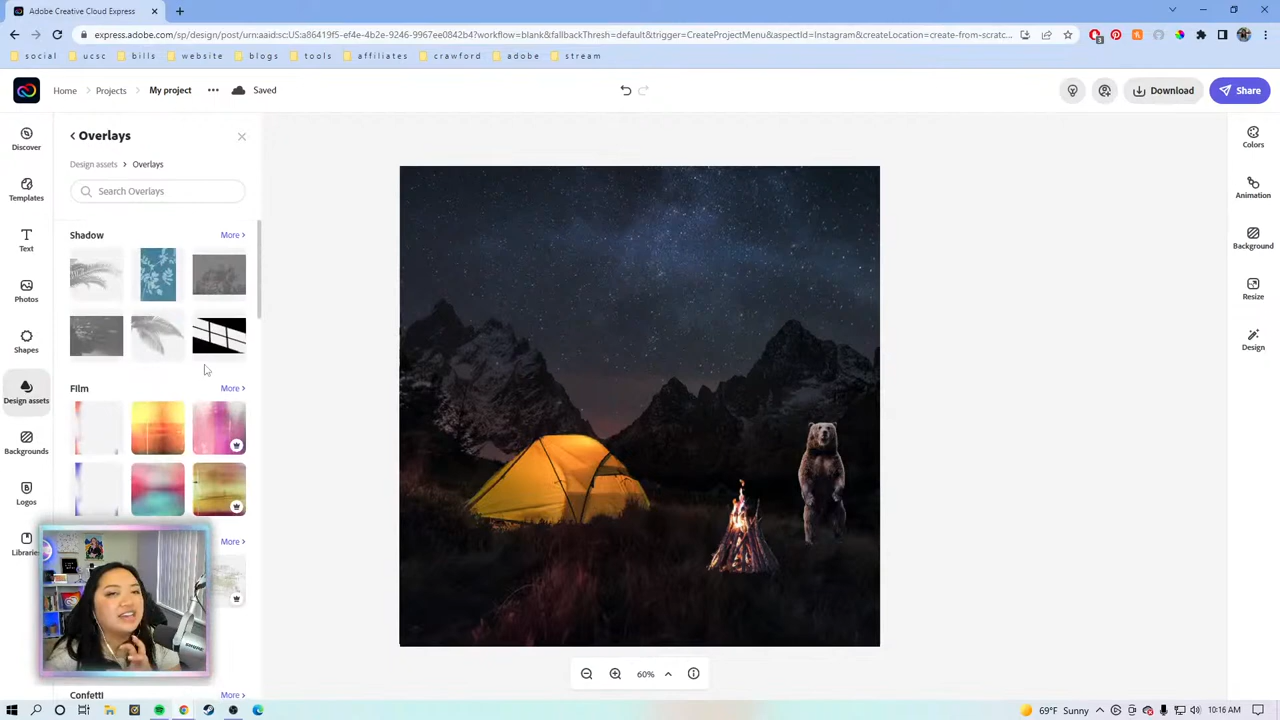 Adobe Creative Cloud Express
express.adobe.com/sp/design/post/urn:aaid:sc:US:a86419f5-ef4e-4b2e-9246-9967ee0842b4?workflow=blank&fallbackThresh=default&trigger=CreateProjectMenu&aspectId=Instagram&createLocation=create-from-scratc...
social ucsc bills website blogs tools affiliates crawford adobe stream
Home Projects My project ... Saved Download Share
Discover
Templates
Text
Photos
Shapes
Design assets
Backgrounds
Logos
Libraries
Overlays
Design assets > Overlays
Search Overlays
Shadow More >
Film More >
More >
Confetti More >
Colors
Animation
Background
Resize
Design
60%
69°F Sunny
10:16 AM